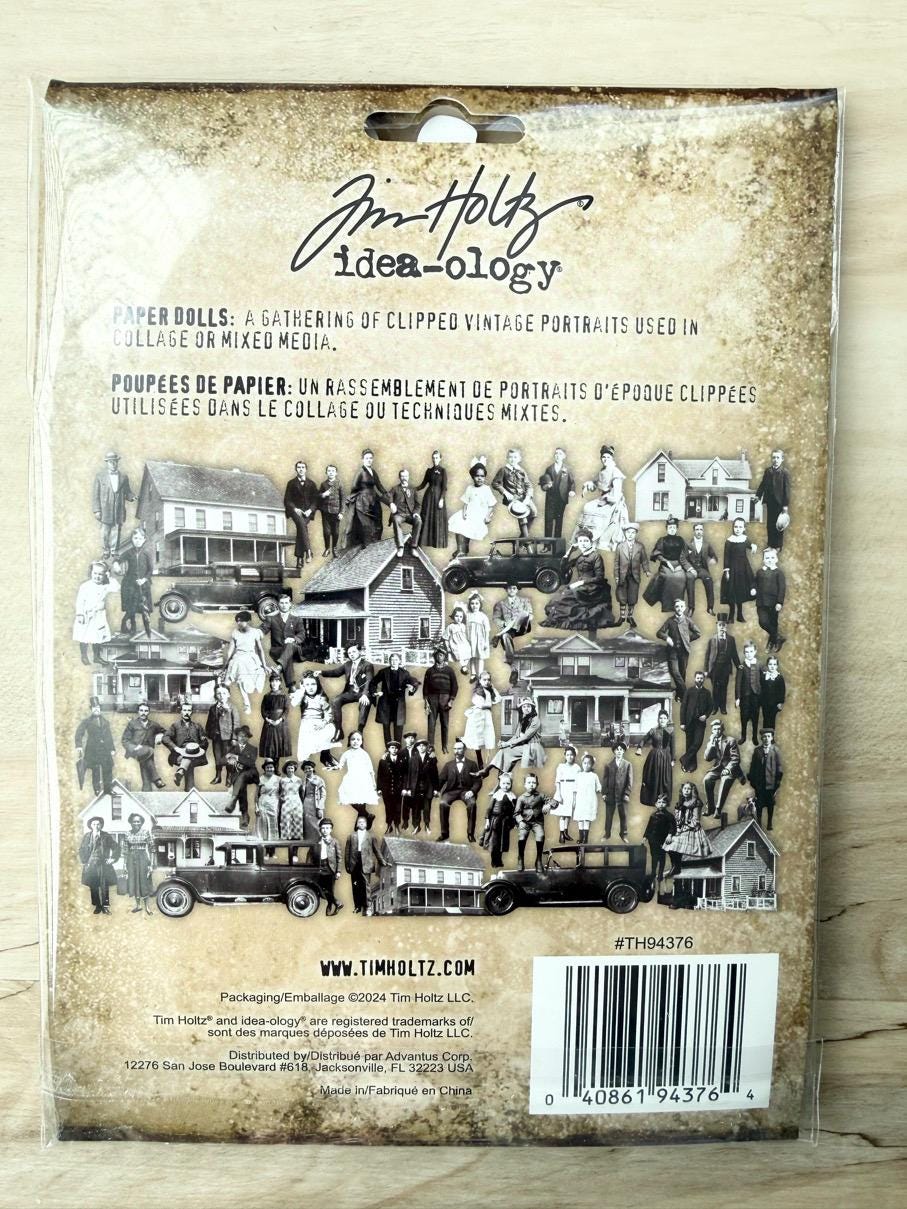 Tim Holtz®
idea-ology®
PAPER DOLLS: A GATHERING OF CLIPPED VINTAGE PORTRAITS USED IN
COLLAGE OR MIXED MEDIA.
POUPÉES DE PAPIER: UN RASSEMBLEMENT DE PORTRAITS D'ÉPOQUE CLIPPÉES
UTILISÉES DANS LE COLLAGE OU TECHNIQUES MIXTES.
#TH94376
WWW.TIMHOLTZ.COM
Packaging/Emballage ©2024 Tim Holtz LLC.
Tim Holtz® and idea-ology® are registered trademarks of/
sont des marques déposées de Tim Holtz LLC.
Distributed by/Distribué par Advantus Corp.
12276 San Jose Boulevard #618, Jacksonville, FL 32223 USA
Made in/Fabriqué en China
0 40861 94376 4